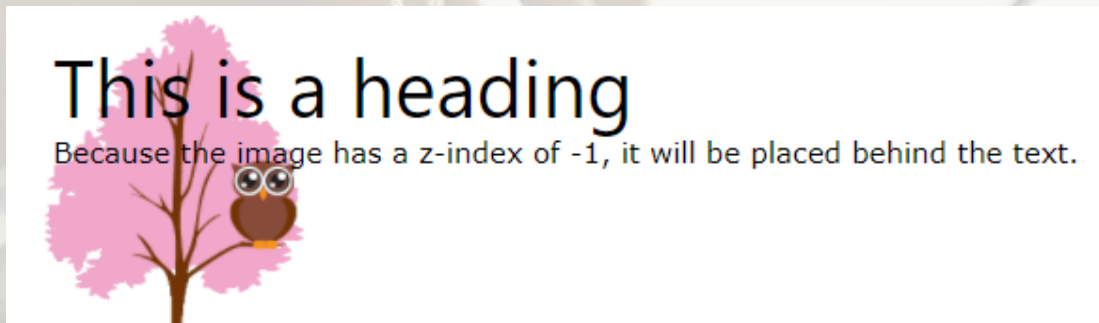 This is a heading
Because the image has a z-index of -1, it will be placed behind the text.